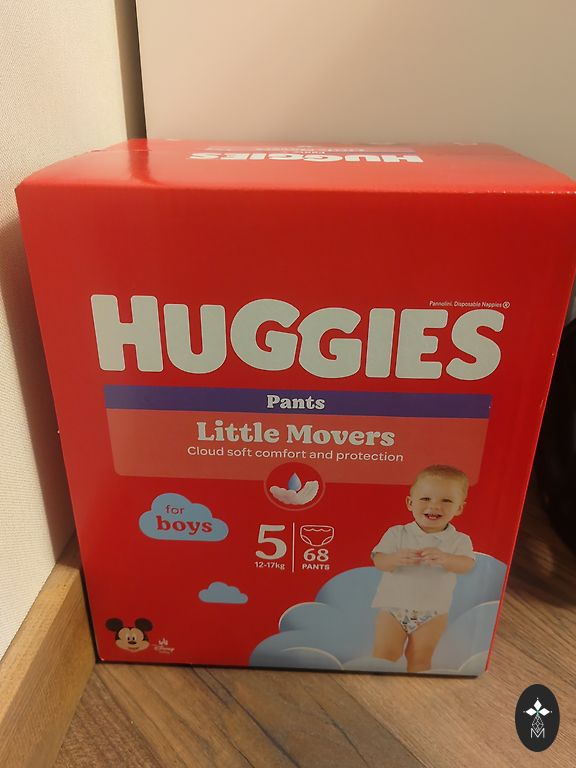 HUGGIES
Pannolini. Disposable Nappies
HUGGIES
Pants
Little Movers
Cloud soft comfort and protection
for
boys
5
12-17kg
68
PANTS
Disney
M